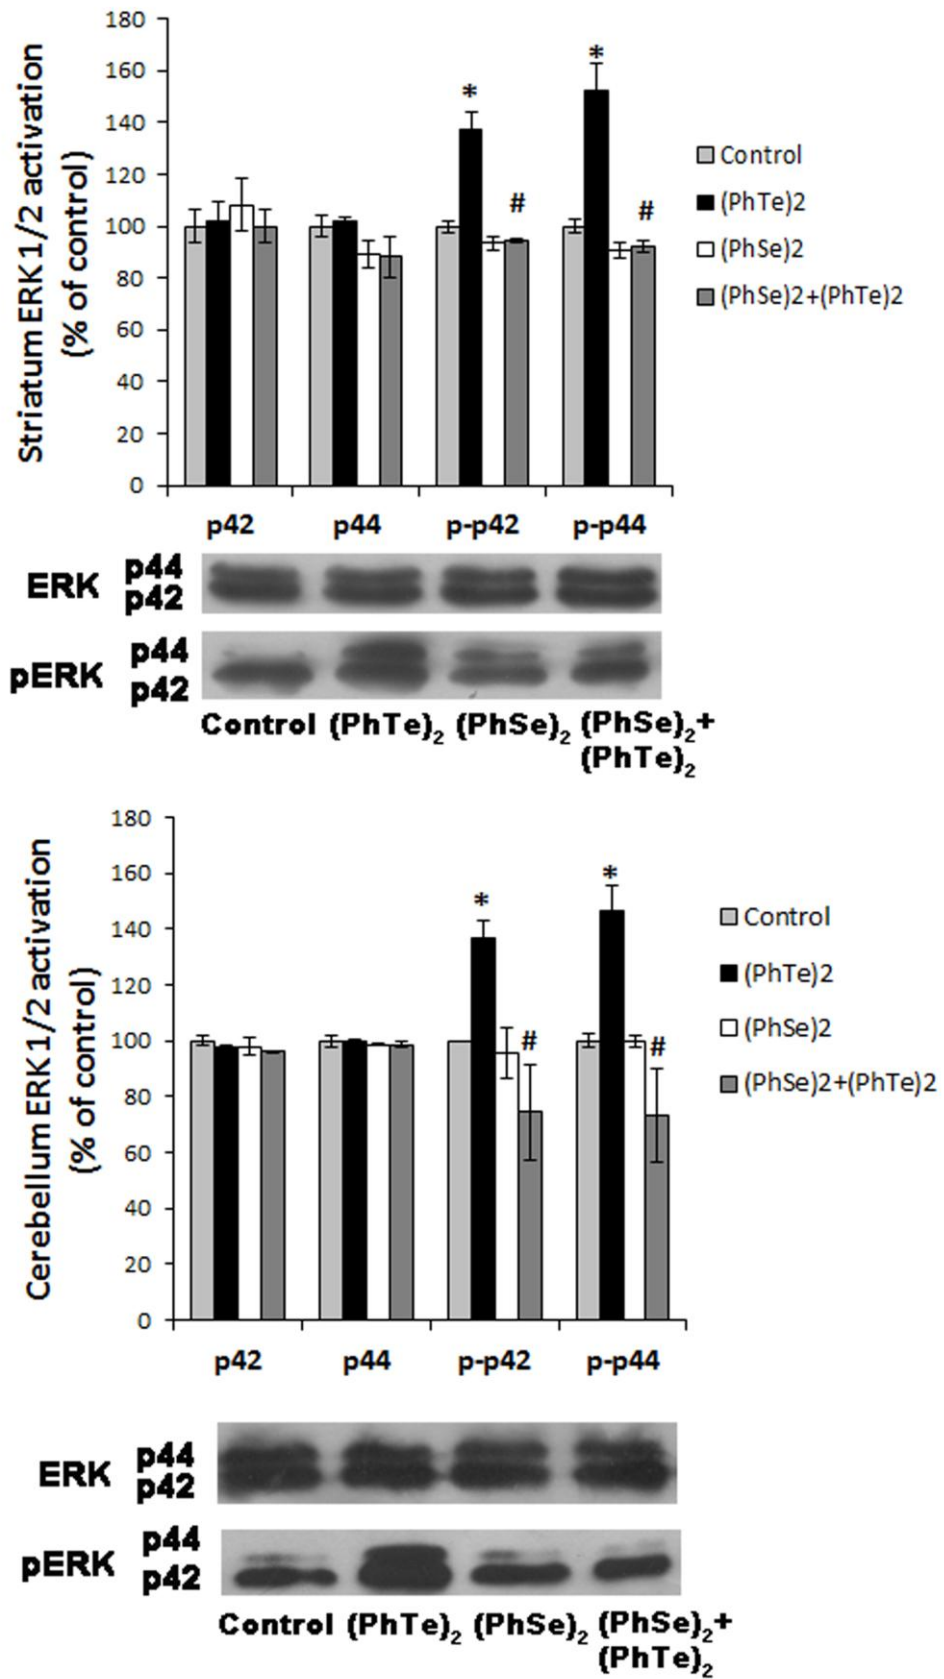 Striatum ERK 1/2 activation
(% of control)
180
160
140
120
100
80
60
40
20
0
*
*
#
#
p42 p44 p-p42 p-p44
Control
(PhTe)2
(PhSe)2
(PhSe)2+(PhTe)2
ERK p44
p42
pERK p44
p42
Control (PhTe)2 (PhSe)2 (PhSe)2+
(PhTe)2
Cerebellum ERK 1/2 activation
(% of control)
180
160
140
120
100
80
60
40
20
0
*
*
#
#
p42 p44 p-p42 p-p44
Control
(PhTe)2
(PhSe)2
(PhSe)2+(PhTe)2
ERK p44
p42
pERK p44
p42
Control (PhTe)2 (PhSe)2 (PhSe)2+
(PhTe)2